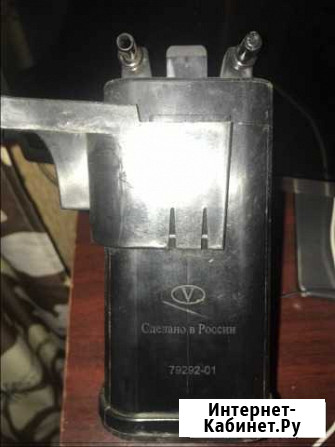 V
Сделано в России
79292-01
Интернет-
Кабинет.Ру